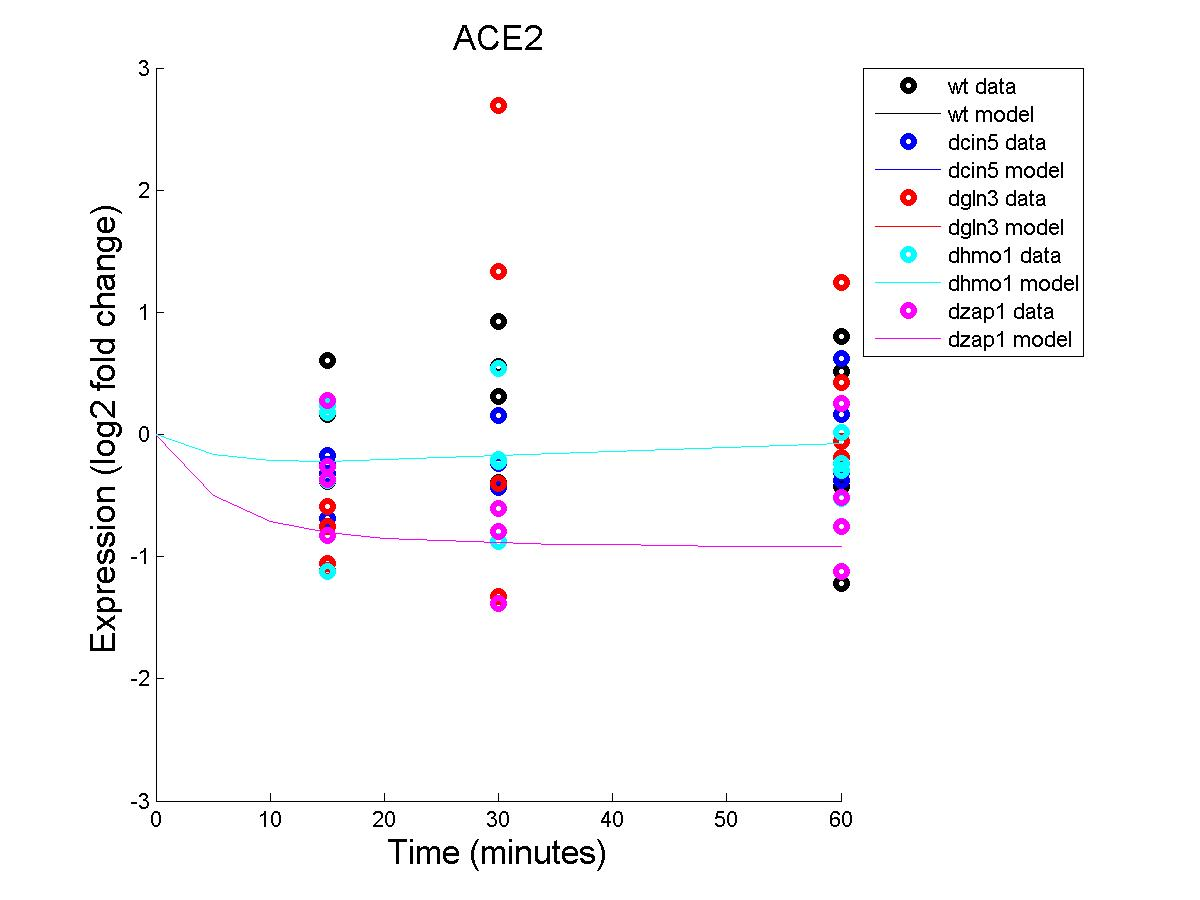 ACE2
3
2
1
0
-1
-2
-3
0
10
20
30
40
50
60
Time (minutes)
Expression (log2 fold change)
wt data
wt model
dcin5 data
dcin5 model
dgln3 data
dgln3 model
dhmo1 data
dhmo1 model
dzap1 data
dzap1 model